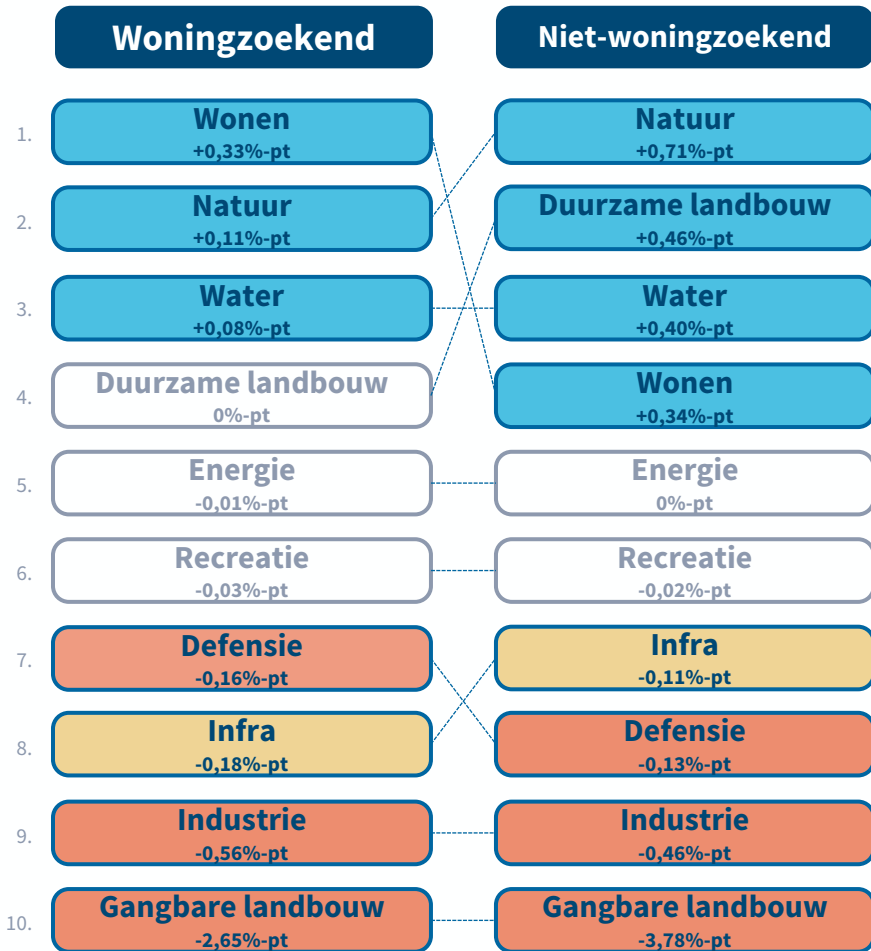 Woningzoekend
Niet-woningzoekend
1.
Wonen
+0,33%-pt
Natuur
+0,71%-pt
2.
Natuur
+0,11%-pt
Duurzame landbouw
+0,46%-pt
3.
Water
+0,08%-pt
Water
+0,40%-pt
4.
Duurzame landbouw
0%-pt
Wonen
+0,34%-pt
5.
Energie
-0,01%-pt
Energie
0%-pt
6.
Recreatie
-0,03%-pt
Recreatie
-0,02%-pt
7.
Defensie
-0,16%-pt
Infra
-0,11%-pt
8.
Infra
-0,18%-pt
Defensie
-0,13%-pt
9.
Industrie
-0,56%-pt
Industrie
-0,46%-pt
10.
Gangbare landbouw
-2,65%-pt
Gangbare landbouw
-3,78%-pt